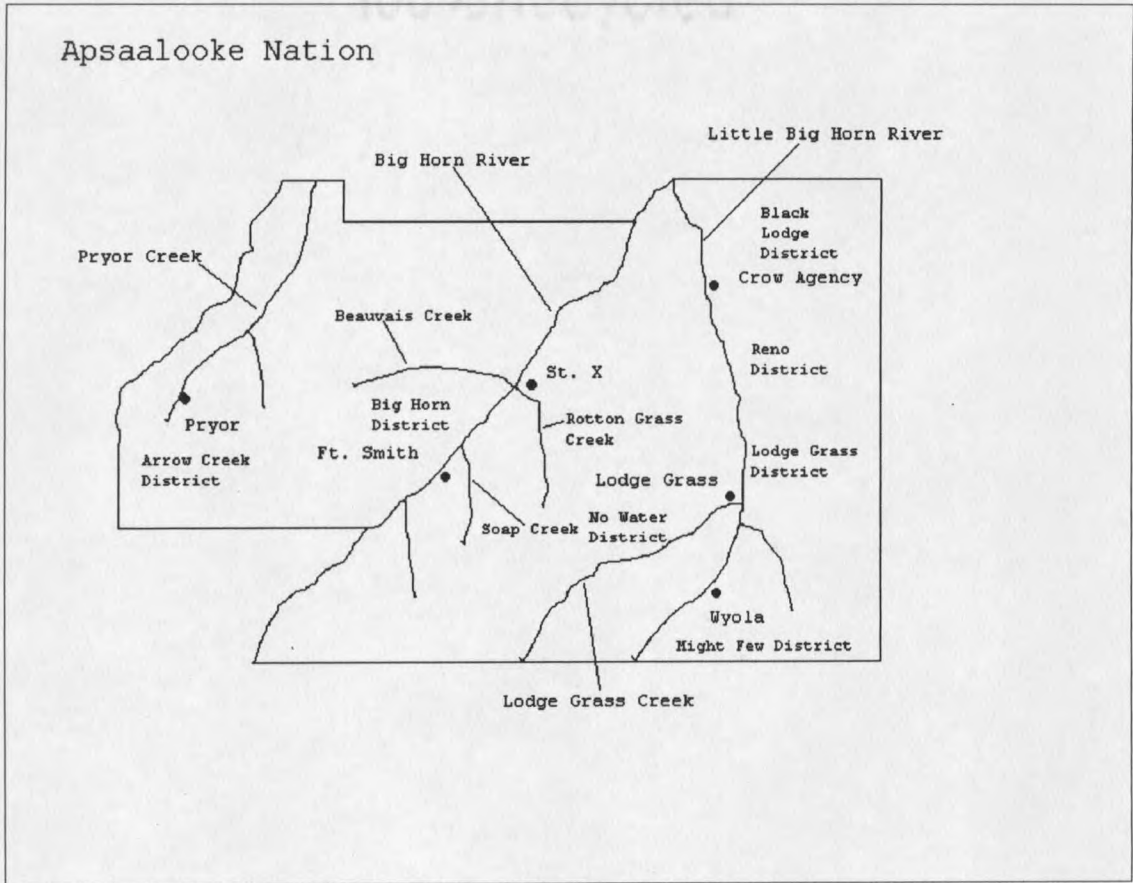 Apsaalooke Nation
Little Big Horn River
Big Horn River
Black
Lodge
District
Pryor Creek
Crow Agency
Beauvais Creek
Reno
District
St. X
Big Horn
District
Rotton Grass
Creek
Pryor
Ft. Smith
Lodge Grass
District
Arrow Creek
District
Lodge Grass
Soap Creek
No Water
District
Wyola
Might Few District
Lodge Grass Creek